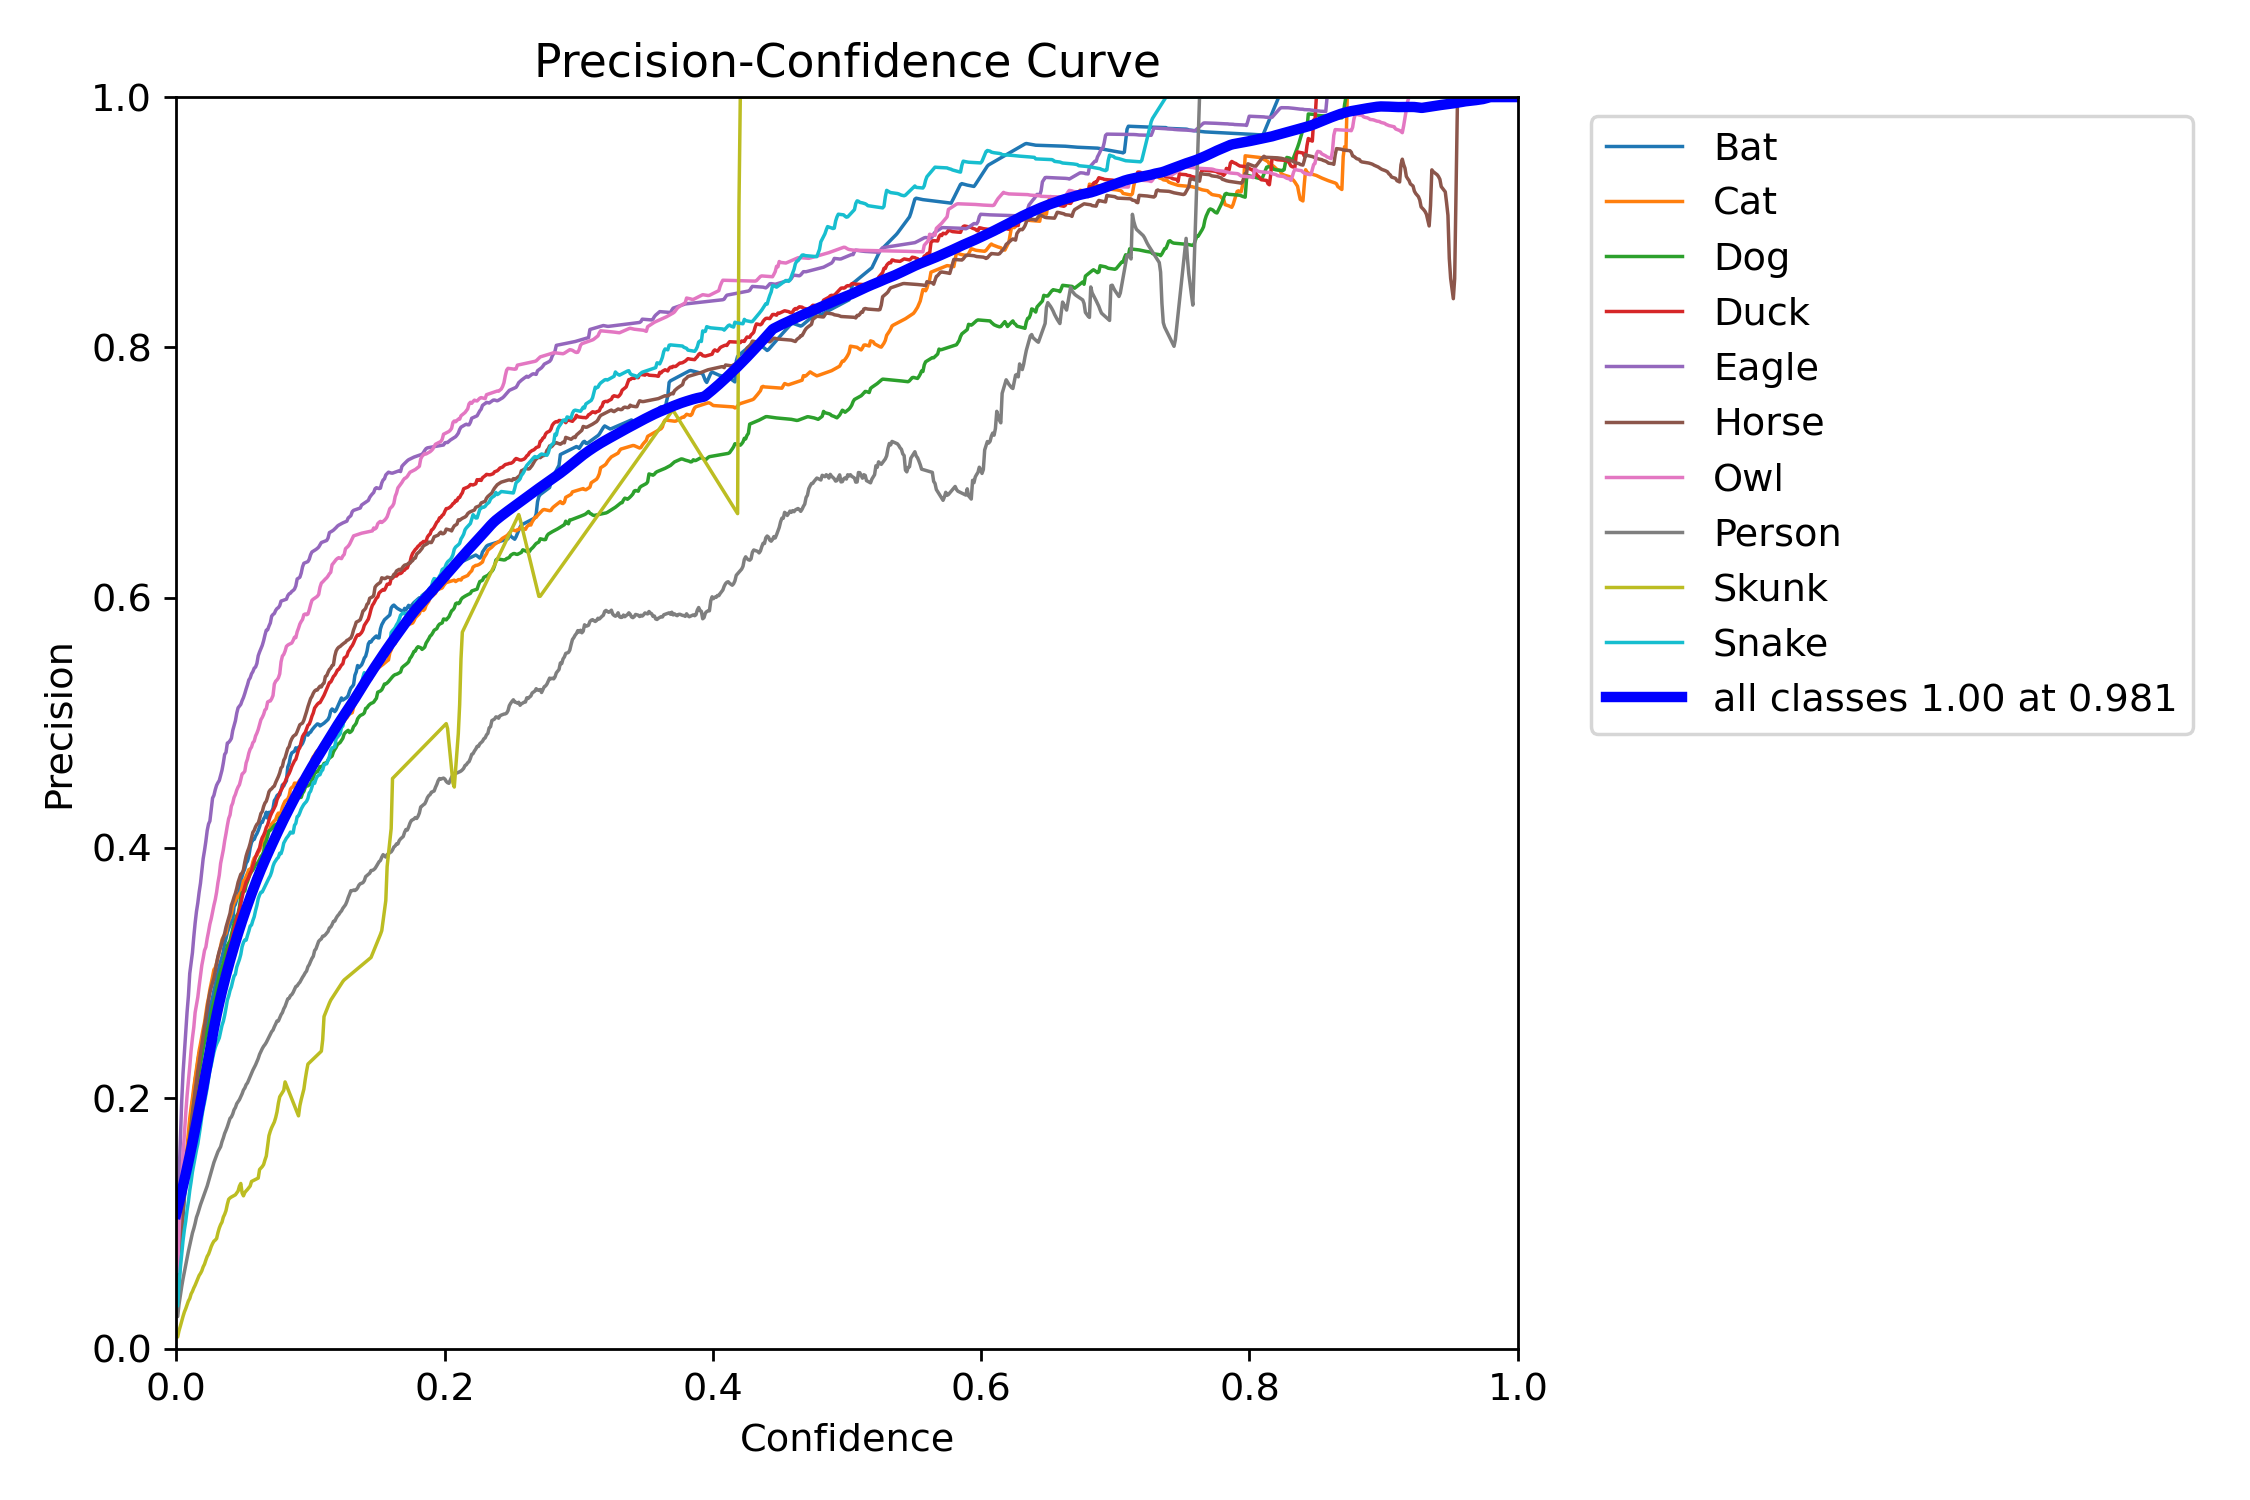 Precision-Confidence Curve
1.0
0.8
0.6
0.4
0.2
0.0
Precision
0.0 0.2 0.4 0.6 0.8 1.0
Confidence
Bat
Cat
Dog
Duck
Eagle
Horse
Owl
Person
Skunk
Snake
all classes 1.00 at 0.981